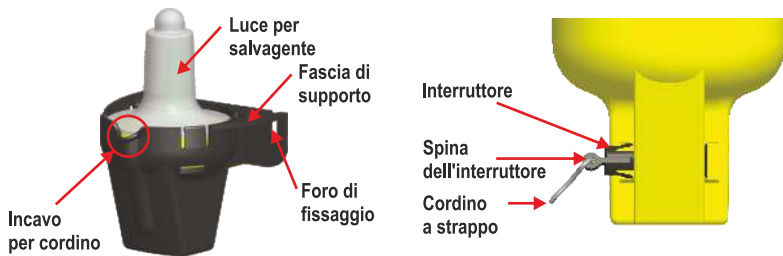 Luce per
salvagente
Fascia di
supporto
Foro di
fissaggio
Incavo
per cordino
Interruttore
Spina
dell'interruttore
Cordino
a strappo